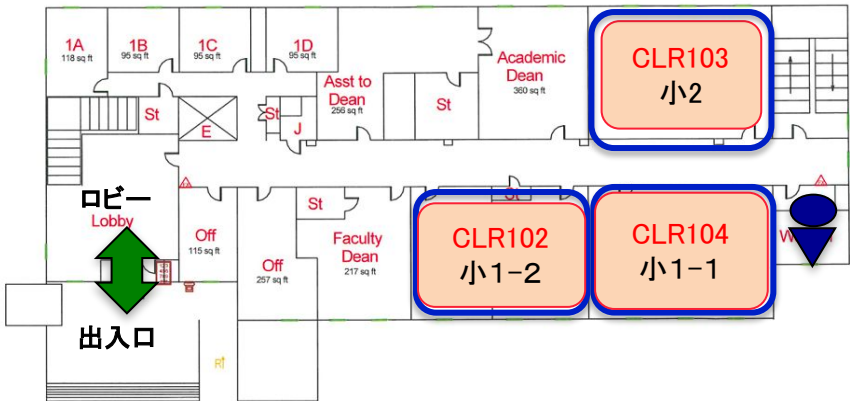 1A
118 sq ft
1B
95 sq ft
1C
95 sq ft
1D
95 sq ft
Asst to
Dean
256 sq ft
St
Academic
Dean
360 sq ft
CLR103
小2
St
E
St
J
ロビー
Lobby
出入口
Off
115 sq ft
Off
257 sq ft
St
Faculty
Dean
217 sq ft
St
CLR102
小1-2
CLR104
小1-1